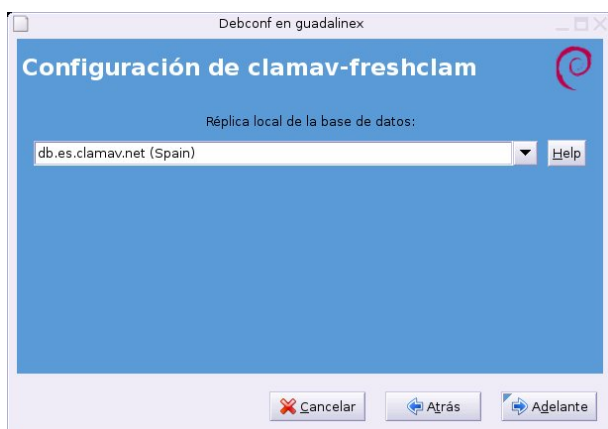 Debconf en guadalinex
Configuración de clamav-freshclam
Réplica local de la base de datos:
db.es.clamav.net (Spain)
Help
Cancelar
Atrás
Adelante